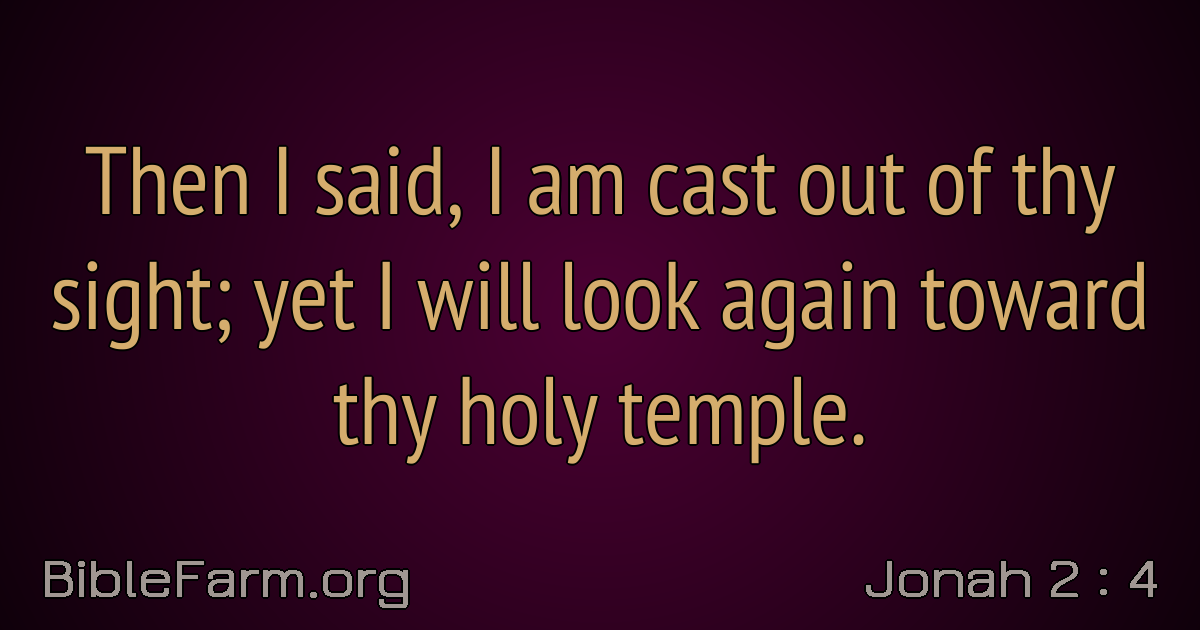 Then I said, I am cast out of thy
sight; yet I will look again toward
thy holy temple.
BibleFarm.org
Jonah 2 : 4